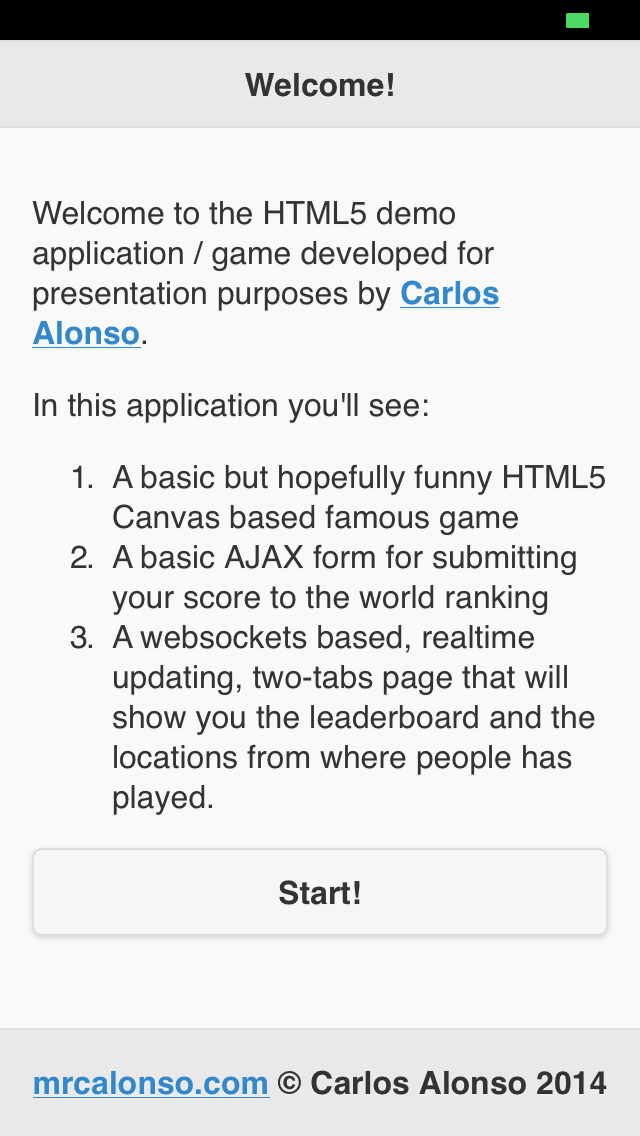 Welcome!
Welcome to the HTML5 demo
application / game developed for
presentation purposes by Carlos
Alonso.
In this application you'll see:
1. A basic but hopefully funny HTML5
Canvas based famous game
2. A basic AJAX form for submitting
your score to the world ranking
3. A websockets based, realtime
updating, two-tabs page that will
show you the leaderboard and the
locations from where people has
played.
Start!
mrcalonso.com © Carlos Alonso 2014